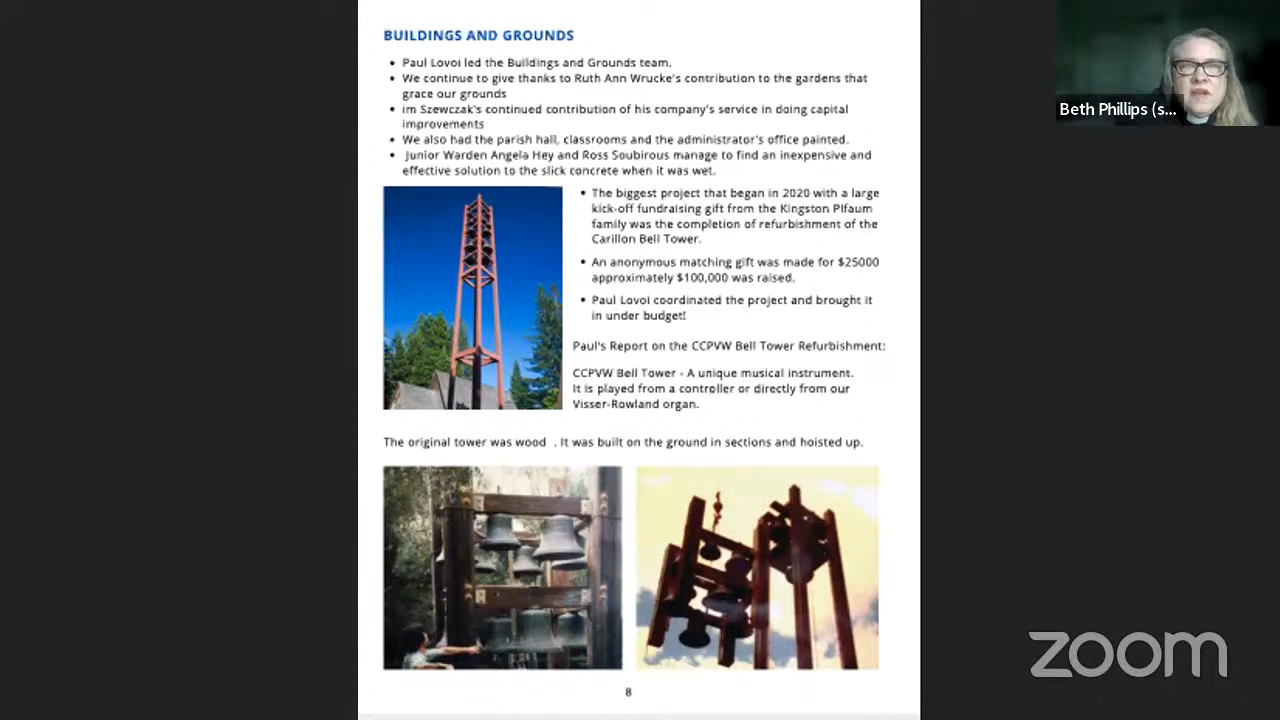 BUILDINGS AND GROUNDS
• Paul Lovoi led the Buildings and Grounds team.
• We continue to give thanks to Ruth Ann Wrucke's contribution to the gardens that
grace our grounds
• im Szewczak's continued contribution of his company's service in doing capital
improvements
• We also had the parish hall, classrooms and the administrator's office painted.
• Junior Warden Angela Hey and Ross Soubirous manage to find an inexpensive and
effective solution to the slick concrete when it was wet.
• The biggest project that began in 2020 with a large
kick-off fundraising gift from the Kingston Plfaum
family was the completion of refurbishment of the
Carillon Bell Tower.
• An anonymous matching gift was made for $25000
approximately $100,000 was raised.
• Paul Lovoi coordinated the project and brought it
in under budget!
Paul's Report on the CCPVW Bell Tower Refurbishment:
CCPVW Bell Tower - A unique musical instrument.
It is played from a controller or directly from our
Visser-Rowland organ.
The original tower was wood . It was built on the ground in sections and hoisted up.
8
Beth Phillips (s...
zoom